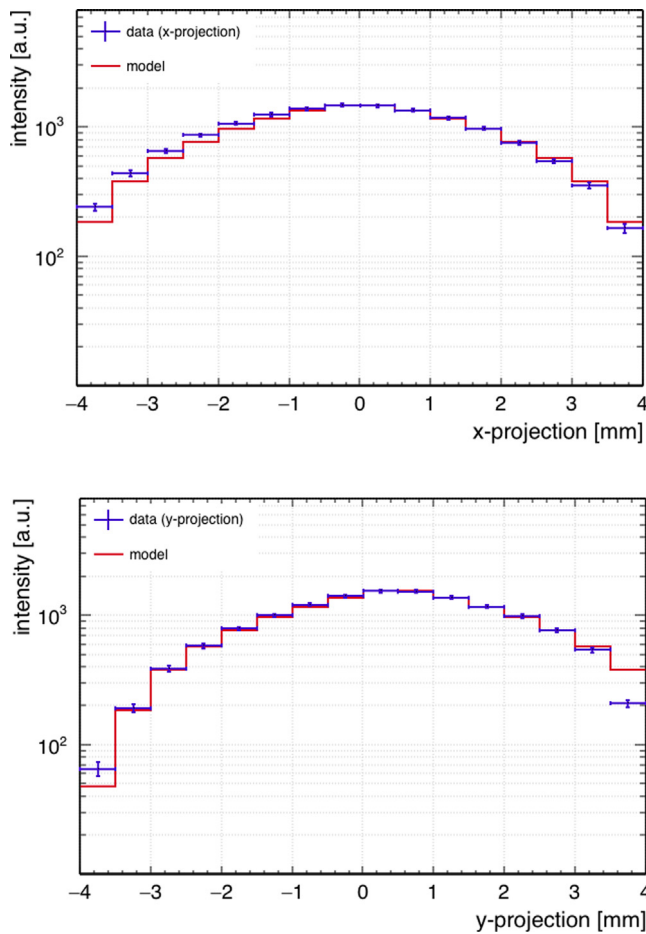 intensity [a.u.]
data (x-projection)
model
10³
10²
−4 −3 −2 −1 0 1 2 3 4
x-projection [mm]
intensity [a.u.]
data (y-projection)
model
10³
10²
−4 −3 −2 −1 0 1 2 3 4
y-projection [mm]